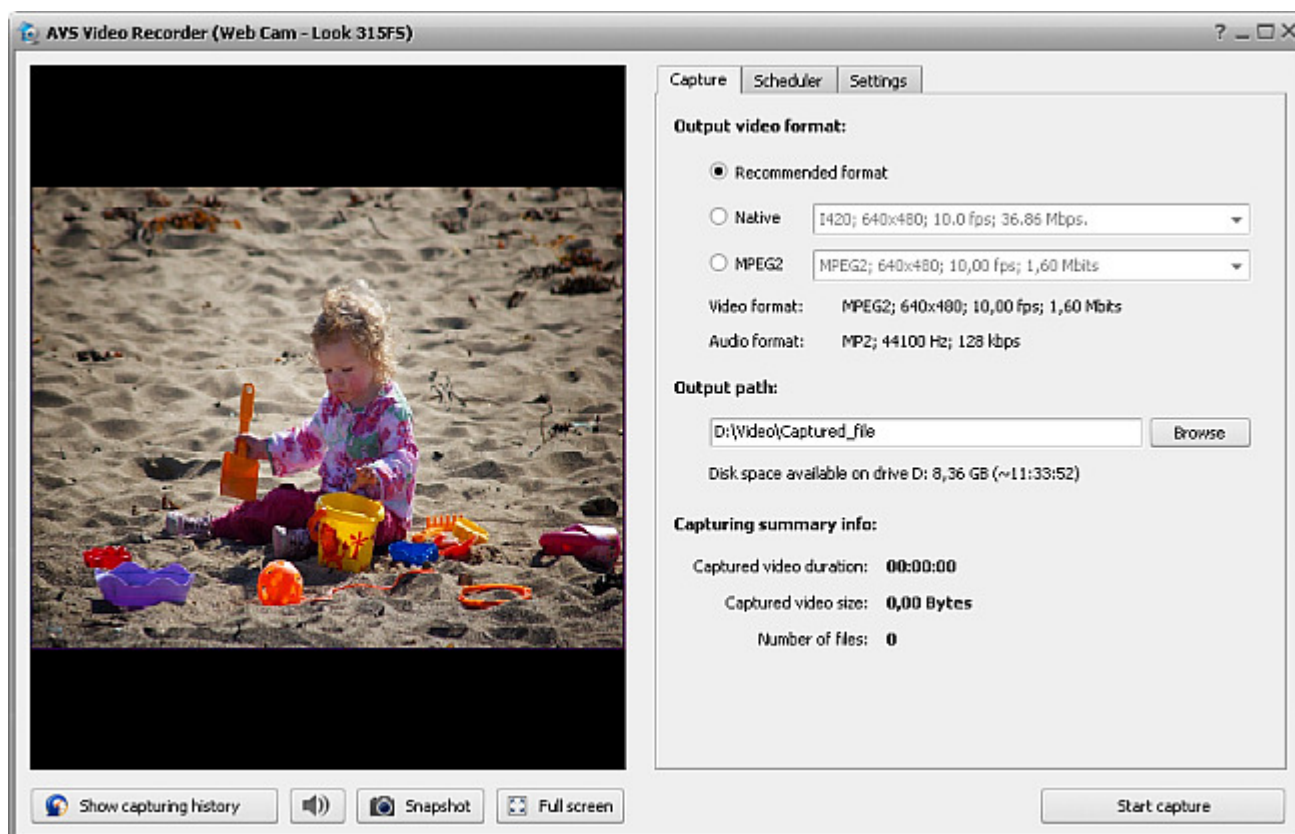 AVS Video Recorder (Web Cam - Look 315FS)
?
Capture
Scheduler
Settings
Output video format:
Recommended format
Native
I420; 640x480; 10.0 fps; 36.86 Mbps.
MPEG2
MPEG2; 640x480; 10,00 fps; 1,60 Mbits
Video format: MPEG2; 640x480; 10,00 fps; 1,60 Mbits
Audio format: MP2; 44100 Hz; 128 kbps
Output path:
D:\Video\Captured_file
Browse
Disk space available on drive D: 8,36 GB (~11:33:52)
Capturing summary info:
Captured video duration: 00:00:00
Captured video size: 0,00 Bytes
Number of files: 0
Show capturing history
Snapshot
Full screen
Start capture